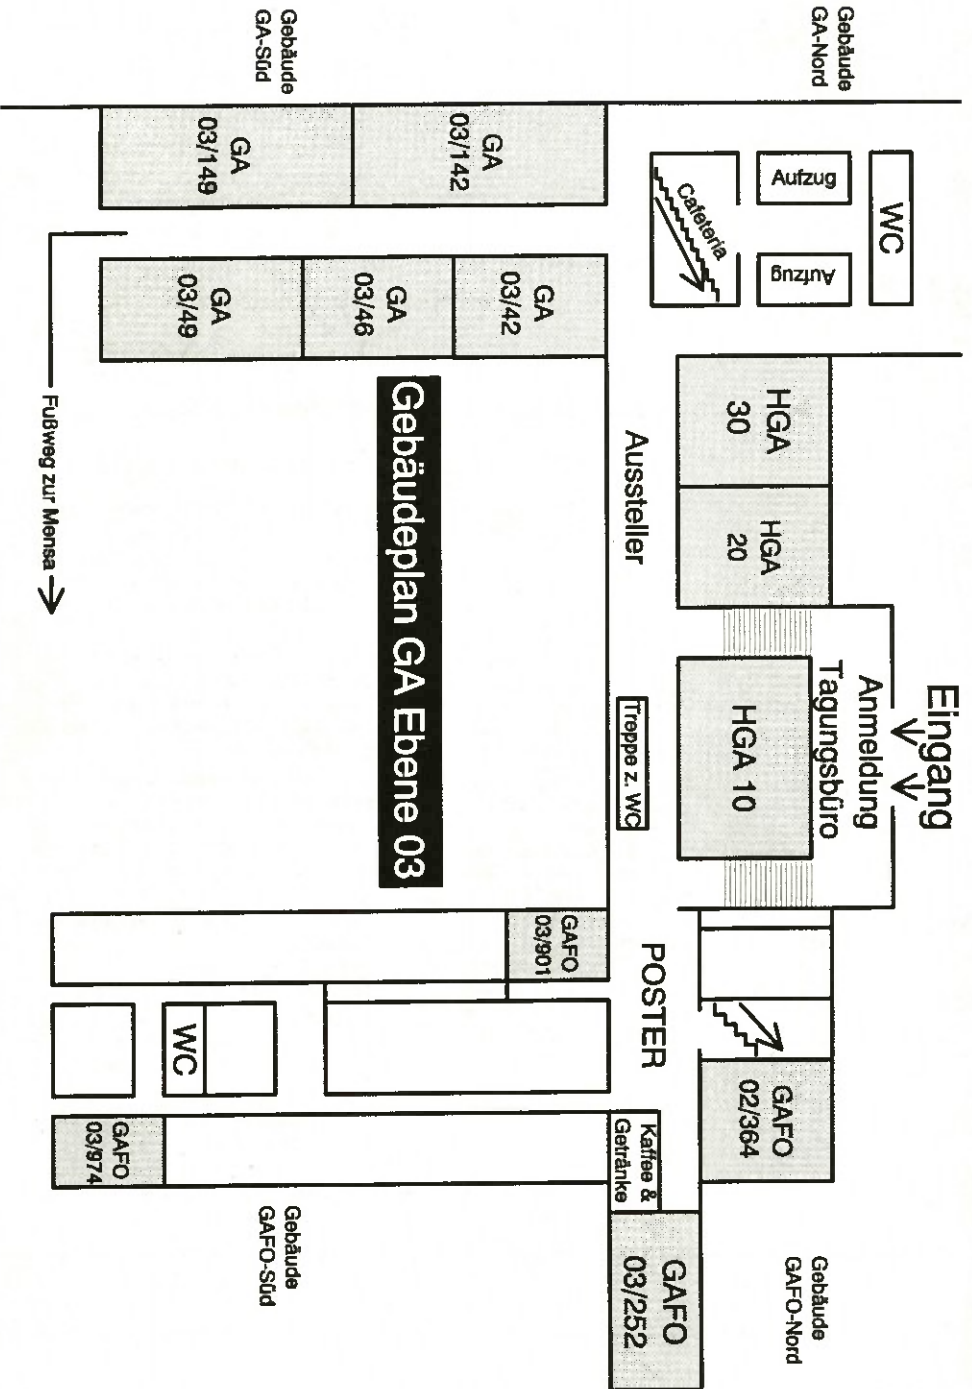 Eingang
Gebäude
GA-Nord
WC
Aufzug
Aufzug
Cafeteria
HGA
30
HGA
20
Anmeldung
Tagungsbüro
HGA 10
GAFO
02/364
Gebäude
GAFO-Nord
Aussteller
Treppe z. WC
POSTER
Kaffee &
Getränke
GAFO
03/252
GA
03/142
GA
03/42
GAFO
03/901
GA
03/46
Gebäudeplan GA Ebene 03
Gebäude
GA-Süd
GA
03/149
GA
03/49
WC
GAFO
03/974
Gebäude
GAFO-Süd
Fußweg zur Mensa